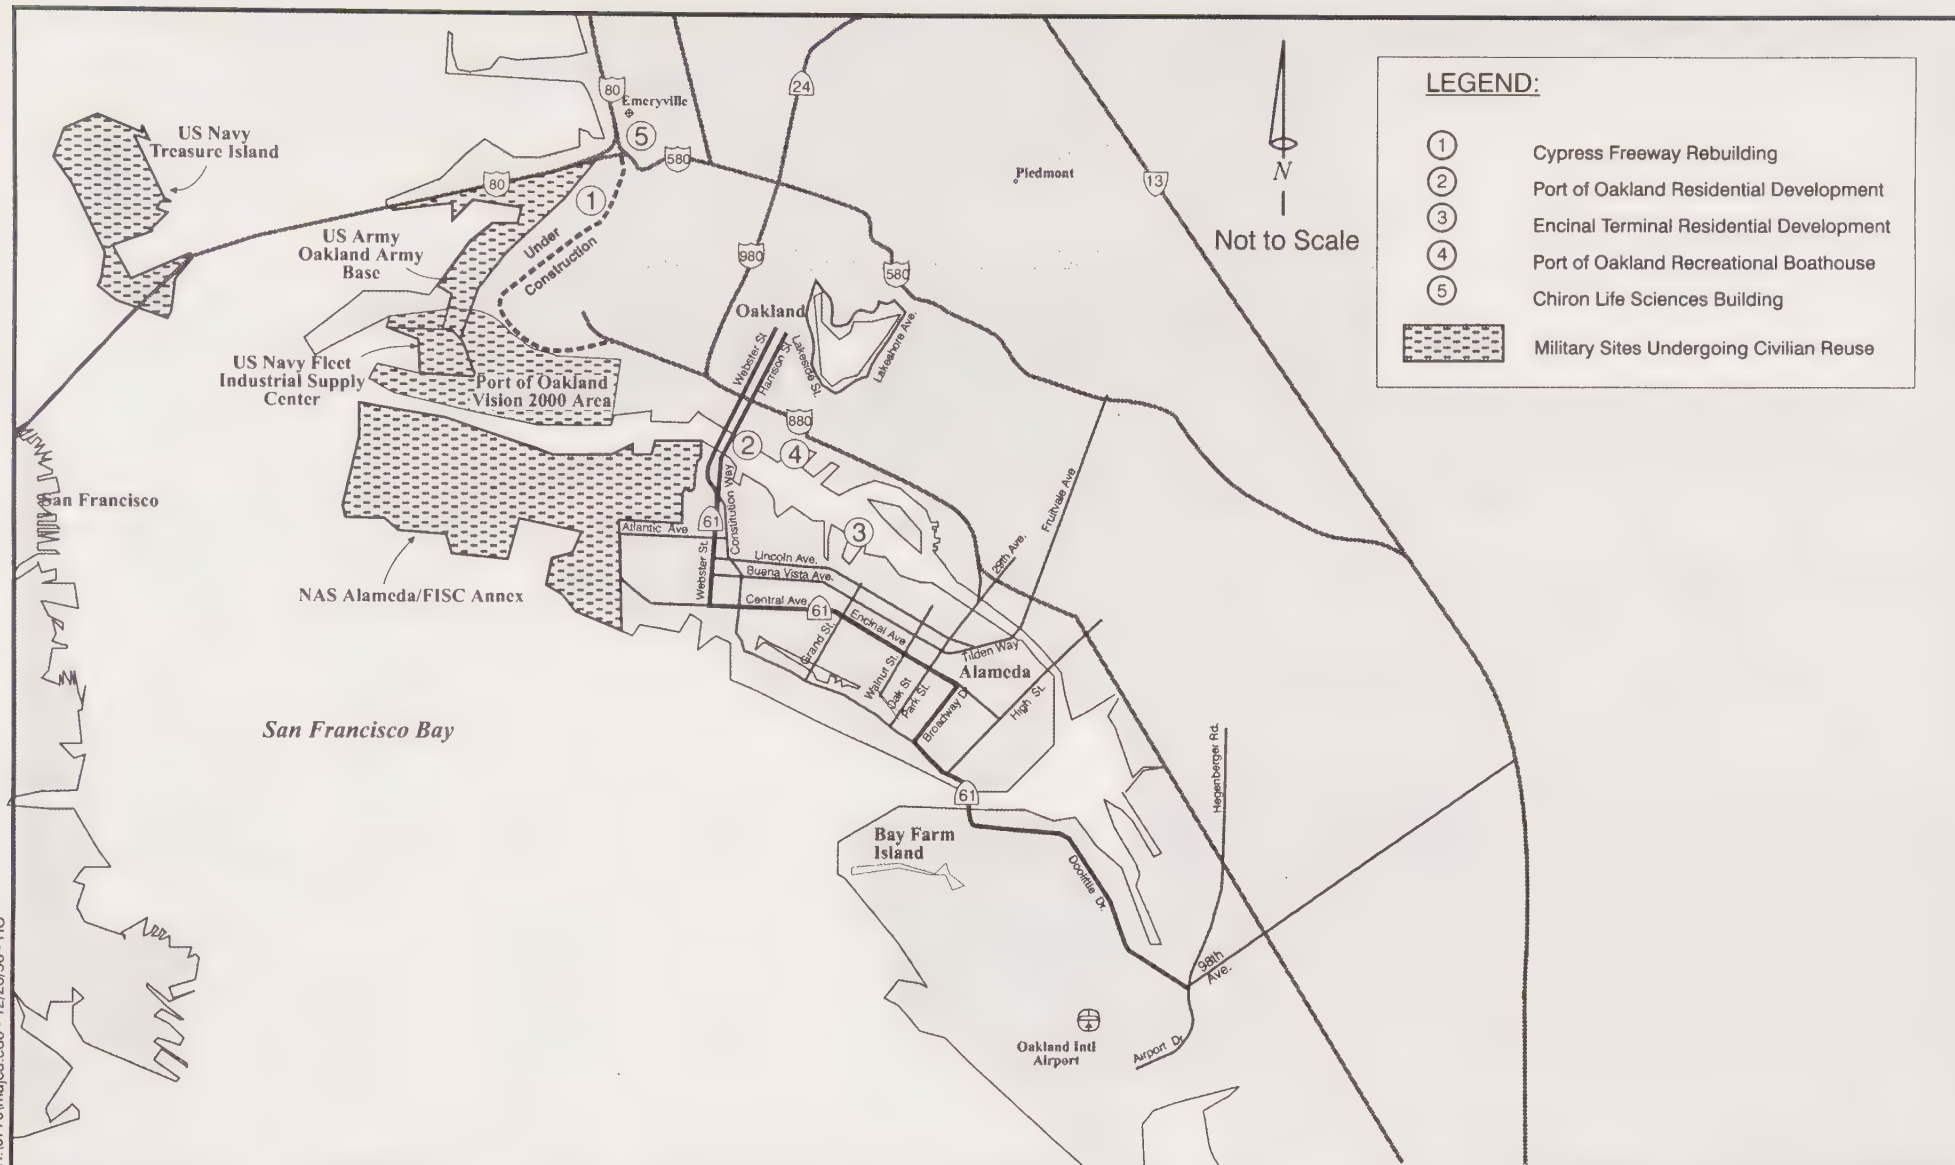 LEGEND:
1 Cypress Freeway Rebuilding
2 Port of Oakland Residential Development
3 Encinal Terminal Residential Development
4 Port of Oakland Recreational Boathouse
5 Chiron Life Sciences Building
Military Sites Undergoing Civilian Reuse
N
Not to Scale
80
Emeryville
5
24
580
US Navy
Treasure Island
80
1
Piedmont
13
US Army
Oakland Army
Base
Under
Construction
980
580
Oakland
Webster St.
Harrison St.
Lakeside St.
Lakeshore Ave.
US Navy Fleet
Industrial Supply
Center
Port of Oakland
Vision 2000 Area
880
2
4
San Francisco
Constitution Way
61
3
Fruitvale Ave
Atlantic Ave
29th Ave.
Webster St.
Lincoln Ave.
Buena Vista Ave.
NAS Alameda/FISC Annex
Central Ave
61
Encinal Ave
Grand St.
Tilden Way
Walnut St.
Alameda
Oak St
Park St.
Broadway Dr
High St.
San Francisco Bay
Hegenberger Rd.
61
Bay Farm
Island
Doolittle Dr.
98th
Ave.
Oakland Intl
Airport
Airport Dr